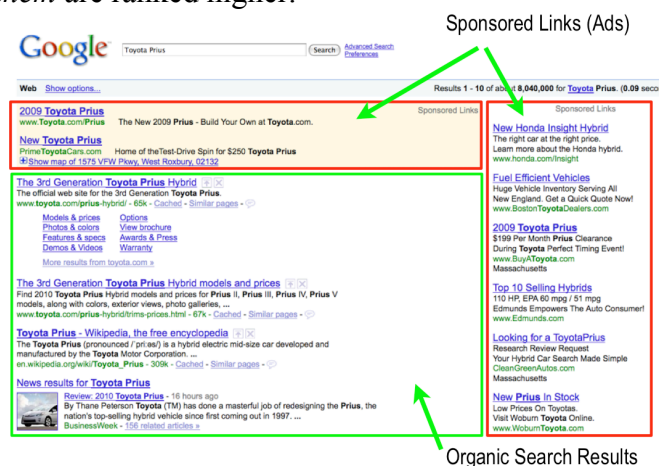 them are ranked higher.
Sponsored Links (Ads)
Google
Toyota Prius
Search
Advanced Search
Preferences
Web Show options...
Results 1 - 10 of about 8,040,000 for Toyota Prius. (0.09 seco
2009 Toyota Prius
Sponsored Links
www.Toyota.com/Prius The New 2009 Prius - Build Your Own at Toyota.com.
New Toyota Prius
PrimeToyotaCars.com Home of theTest-Drive Spin for $250 Toyota Prius
Show map of 1575 VFW Pkwy, West Roxbury, 02132
The 3rd Generation Toyota Prius Hybrid
The official web site for the 3rd Generation Toyota Prius.
www.toyota.com/prius-hybrid/ - 65k - Cached - Similar pages -
Models & prices Options
Photos & colors View brochure
Features & specs Awards & Press
Demos & Videos Warranty
More results from toyota.com »
The 3rd Generation Toyota Prius Hybrid models and prices
Find 2010 Toyota Prius Hybrid models and prices for Prius II, Prius III, Prius IV, Prius V
models, along with colors, exterior views, photo galleries, ...
www.toyota.com/prius-hybrid/trims-prices.html - 67k - Cached - Similar pages -
Toyota Prius - Wikipedia, the free encyclopedia
The Toyota Prius (pronounced /ˈpriːəs/) is a hybrid electric mid-size car developed and
manufactured by the Toyota Motor Corporation. ...
en.wikipedia.org/wiki/Toyota_Prius - 309k - Cached - Similar pages -
News results for Toyota Prius
Review: 2010 Toyota Prius - 16 hours ago
By Thane Peterson Toyota (TM) has done a masterful job of redesigning the Prius, the
nation's top-selling hybrid vehicle since first coming out in 1997. ...
BusinessWeek - 156 related articles »
Sponsored Links
New Honda Insight Hybrid
The right car at the right price.
Learn more about the Honda hybrid.
www.honda.com/Insight
Fuel Efficient Vehicles
Huge Vehicle Inventory Serving All
New England. Get a Quick Quote Now!
www.BostonToyotaDealers.com
2009 Toyota Prius
$199 Per Month Prius Clearance
During Toyota Perfect Timing Event!
www.BuyAToyota.com
Massachusetts
Top 10 Selling Hybrids
110 HP, EPA 60 mpg / 51 mpg
Edmunds Empowers The Auto Consumer!
www.Edmunds.com
Looking for a ToyotaPrius
Research Review Request
Your Hybrid Car Search Made Simple
CleanGreenAutos.com
Massachusetts
New Prius In Stock
Low Prices On Toyotas.
Visit Woburn Toyota Online.
www.WoburnToyota.com
Organic Search Results